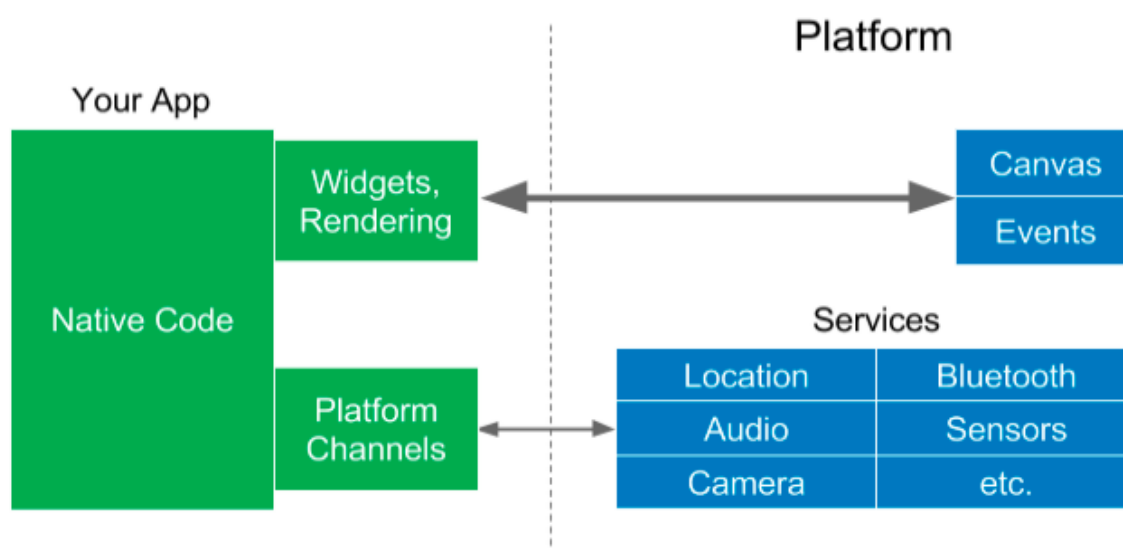 Platform
Your App
Widgets,
Rendering
Canvas
Events
Native Code
Services
Platform
Channels
Location
Bluetooth
Audio
Sensors
Camera
etc.